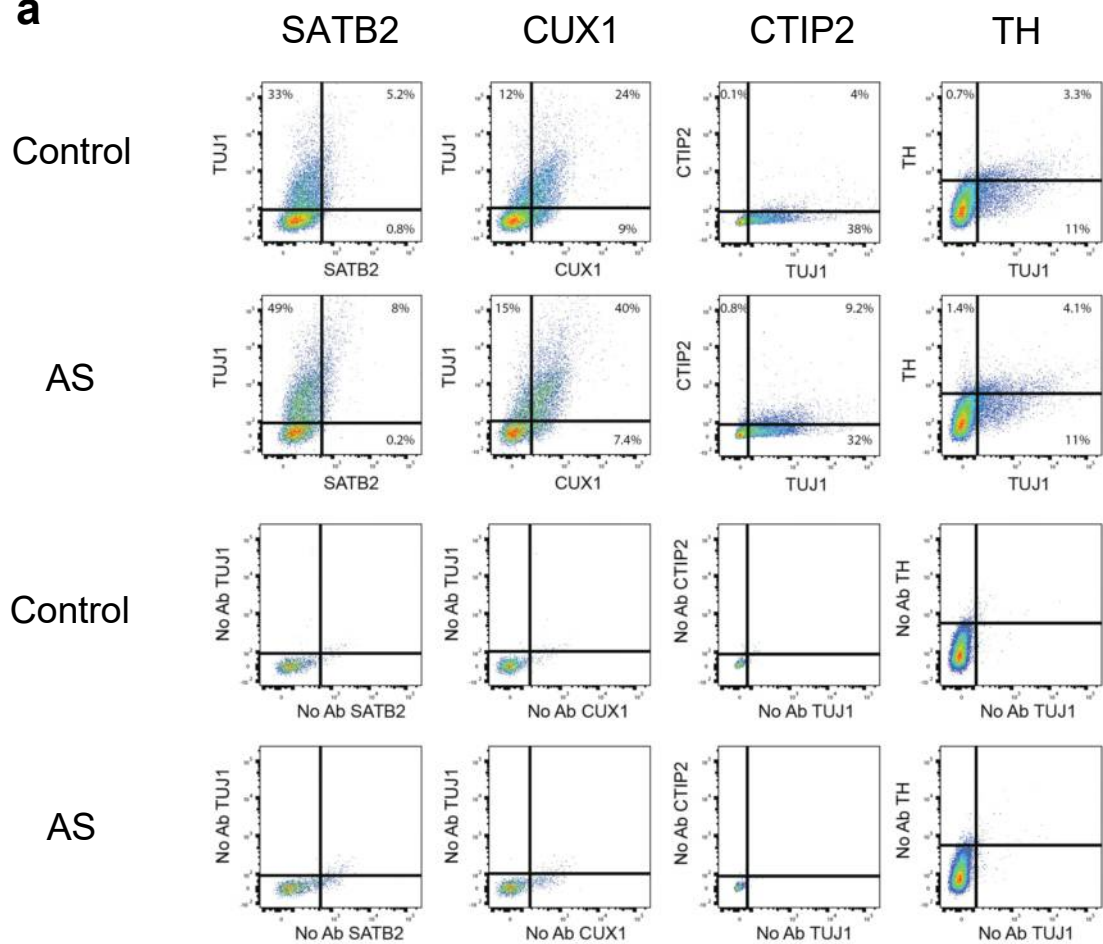 a
SATB2 CUX1 CTIP2 TH
Control
33% 5.2% 0.8% TUJ1 SATB2
12% 24% 9% TUJ1 CUX1
0.1% 4% 38% CTIP2 TUJ1
0.7% 3.3% 11% TH TUJ1
AS
49% 8% 0.2% TUJ1 SATB2
15% 40% 7.4% TUJ1 CUX1
0.8% 9.2% 32% CTIP2 TUJ1
1.4% 4.1% 11% TH TUJ1
Control
No Ab TUJ1 No Ab SATB2
No Ab TUJ1 No Ab CUX1
No Ab CTIP2 No Ab TUJ1
No Ab TH No Ab TUJ1
AS
No Ab TUJ1 No Ab SATB2
No Ab TUJ1 No Ab CUX1
No Ab CTIP2 No Ab TUJ1
No Ab TH No Ab TUJ1